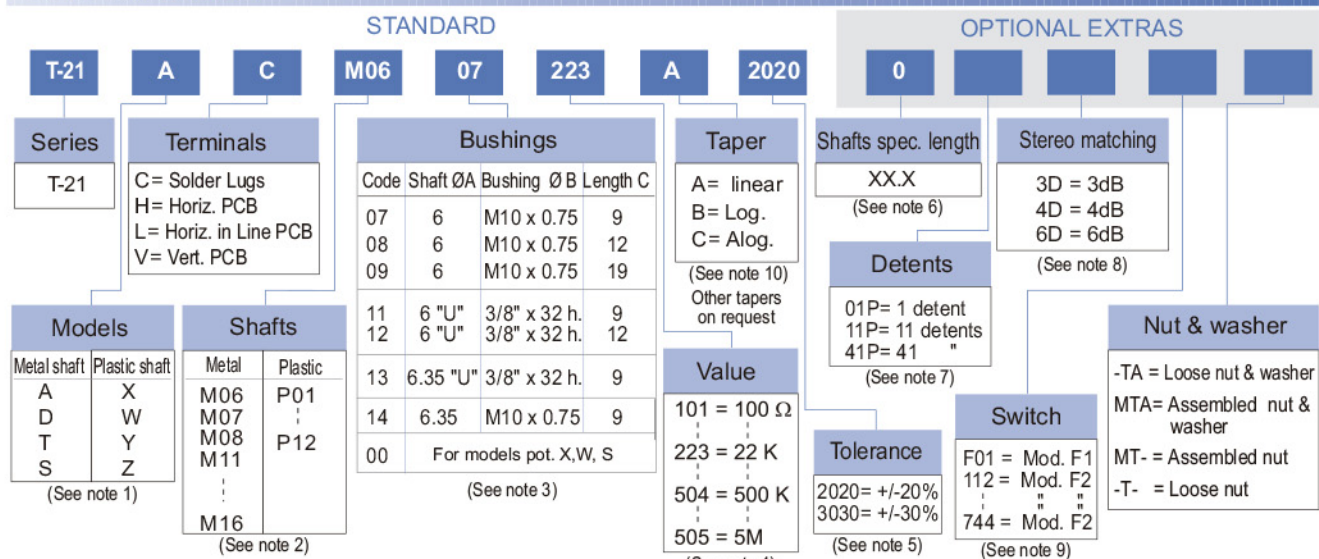 STANDARD
OPTIONAL EXTRAS
T-21 A C M06 07 223 A 2020 0
Series
T-21
Terminals
C= Solder Lugs
H= Horiz. PCB
L= Horiz. in Line PCB
V= Vert. PCB
Models
Metal shaft Plastic shaft
A X
D W
T Y
S Z
(See note 1)
Shafts
Metal Plastic
M06 P01
M07
M08 P12
M11
M16
(See note 2)
Bushings
Code Shaft ØA Bushing Ø B Length C
07 6 M10 x 0.75 9
08 6 M10 x 0.75 12
09 6 M10 x 0.75 19
11 6 "U" 3/8" x 32 h. 9
12 6 "U" 3/8" x 32 h. 12
13 6.35 "U" 3/8" x 32 h. 9
14 6.35 M10 x 0.75 9
00 For models pot. X,W, S
(See note 3)
Taper
A= linear
B= Log.
C= Alog.
(See note 10)
Other tapers
on request
Value
101 = 100 Ω
223 = 22 K
504 = 500 K
505 = 5M
Tolerance
2020= +/-20%
3030= +/-30%
(See note 5)
Shafts spec. length
XX.X
(See note 6)
Detents
01P= 1 detent
11P= 11 detents
41P= 41 "
(See note 7)
Stereo matching
3D = 3dB
4D = 4dB
6D = 6dB
(See note 8)
Switch
F01 = Mod. F1
112 = Mod. F2
" "
744 = Mod. F2
(See note 9)
Nut & washer
-TA = Loose nut & washer
MTA= Assembled nut &
washer
MT- = Assembled nut
-T- = Loose nut